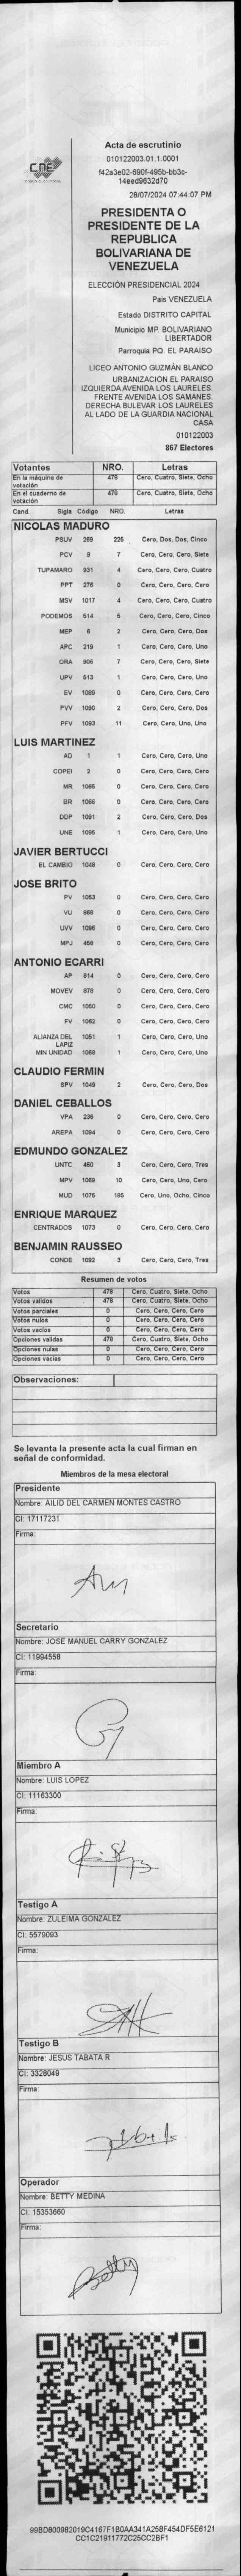 cne
Acta de escrutinio
010122003.01.1.0001
f42a3e02-690f-495b-bb3c-
14eed9632d70
28/07/2024 07:44:07 PM
PRESIDENTA O
PRESIDENTE DE LA
REPUBLICA
BOLIVARIANA DE
VENEZUELA
ELECCIÓN PRESIDENCIAL 2024
Pais VENEZUELA
Estado DISTRITO CAPITAL
Municipio MP. BOLIVARIANO
LIBERTADOR
Parroquia PQ. EL PARAISO
LICEO ANTONIO GUZMÁN BLANCO
URBANIZACION EL PARAISO
IZQUIERDA AVENIDA LOS LAURELES.
FRENTE AVENIDA LOS SAMANES.
DERECHA BULEVAR LOS LAURELES
AL LADO DE LA GUARDIA NACIONAL
CASA
010122003
867 Electores
Votantes NRO. Letras
En la máquina de votación 478 Cero, Cuatro, Siete, Ocho
En el cuaderno de votación 478 Cero, Cuatro, Siete, Ocho
Cand. Sigla Código NRO. Letras
NICOLAS MADURO
PSUV 269 225 Cero, Dos, Dos, Cinco
PCV 9 7 Cero, Cero, Cero, Siete
TUPAMARO 931 4 Cero, Cero, Cero, Cuatro
PPT 276 0 Cero, Cero, Cero, Cero
MSV 1017 4 Cero, Cero, Cero, Cuatro
PODEMOS 514 5 Cero, Cero, Cero, Cinco
MEP 6 2 Cero, Cero, Cero, Dos
APC 219 1 Cero, Cero, Cero, Uno
ORA 906 7 Cero, Cero, Cero, Siete
UPV 513 1 Cero, Cero, Cero, Uno
EV 1089 0 Cero, Cero, Cero, Cero
PVV 1090 2 Cero, Cero, Cero, Dos
PFV 1093 11 Cero, Cero, Uno, Uno
LUIS MARTINEZ
AD 1 1 Cero, Cero, Cero, Uno
COPEI 2 0 Cero, Cero, Cero, Cero
MR 1065 0 Cero, Cero, Cero, Cero
BR 1066 0 Cero, Cero, Cero, Cero
DDP 1091 2 Cero, Cero, Cero, Dos
UNE 1095 1 Cero, Cero, Cero, Uno
JAVIER BERTUCCI
EL CAMBIO 1048 0 Cero, Cero, Cero, Cero
JOSE BRITO
PV 1053 0 Cero, Cero, Cero, Cero
VU 868 0 Cero, Cero, Cero, Cero
UVV 1096 0 Cero, Cero, Cero, Cero
MPJ 458 0 Cero, Cero, Cero, Cero
ANTONIO ECARRI
AP 814 0 Cero, Cero, Cero, Cero
MOVEV 878 0 Cero, Cero, Cero, Cero
CMC 1050 0 Cero, Cero, Cero, Cero
FV 1062 0 Cero, Cero, Cero, Cero
ALIANZA DEL LAPIZ 1051 1 Cero, Cero, Cero, Uno
MIN UNIDAD 1068 1 Cero, Cero, Cero, Uno
CLAUDIO FERMIN
SPV 1049 2 Cero, Cero, Cero, Dos
DANIEL CEBALLOS
VPA 236 0 Cero, Cero, Cero, Cero
AREPA 1094 0 Cero, Cero, Cero, Cero
EDMUNDO GONZALEZ
UNTC 460 3 Cero, Cero, Cero, Tres
MPV 1069 10 Cero, Cero, Uno, Cero
MUD 1075 185 Cero, Uno, Ocho, Cinco
ENRIQUE MARQUEZ
CENTRADOS 1073 0 Cero, Cero, Cero, Cero
BENJAMIN RAUSSEO
CONDE 1092 3 Cero, Cero, Cero, Tres
Resumen de votos
Votos 478 Cero, Cuatro, Siete, Ocho
Votos validos 478 Cero, Cuatro, Siete, Ocho
Votos parciales 0 Cero, Cero, Cero, Cero
Votos nulos 0 Cero, Cero, Cero, Cero
Votos vacios 0 Cero, Cero, Cero, Cero
Opciones validas 478 Cero, Cuatro, Siete, Ocho
Opciones nulas 0 Cero, Cero, Cero, Cero
Opciones vacias 0 Cero, Cero, Cero, Cero
Observaciones:
Se levanta la presente acta la cual firman en
señal de conformidad.
Miembros de la mesa electoral
Presidente
Nombre: AILID DEL CARMEN MONTES CASTRO
CI: 17117231
Firma:
Secretario
Nombre: JOSE MANUEL CARRY GONZALEZ
CI: 11994558
Firma:
Miembro A
Nombre: LUIS LOPEZ
CI: 11163300
Firma:
Testigo A
Nombre: ZULEIMA GONZALEZ
CI: 5579093
Firma:
Testigo B
Nombre: JESUS TABATA R
CI: 3328049
Firma:
Operador
Nombre: BETTY MEDINA
CI: 15353660
Firma:
Betty
99BD800982019C4167F1B0AA341A258F454DF5E6121
CC1C21911772C25CC2BF1